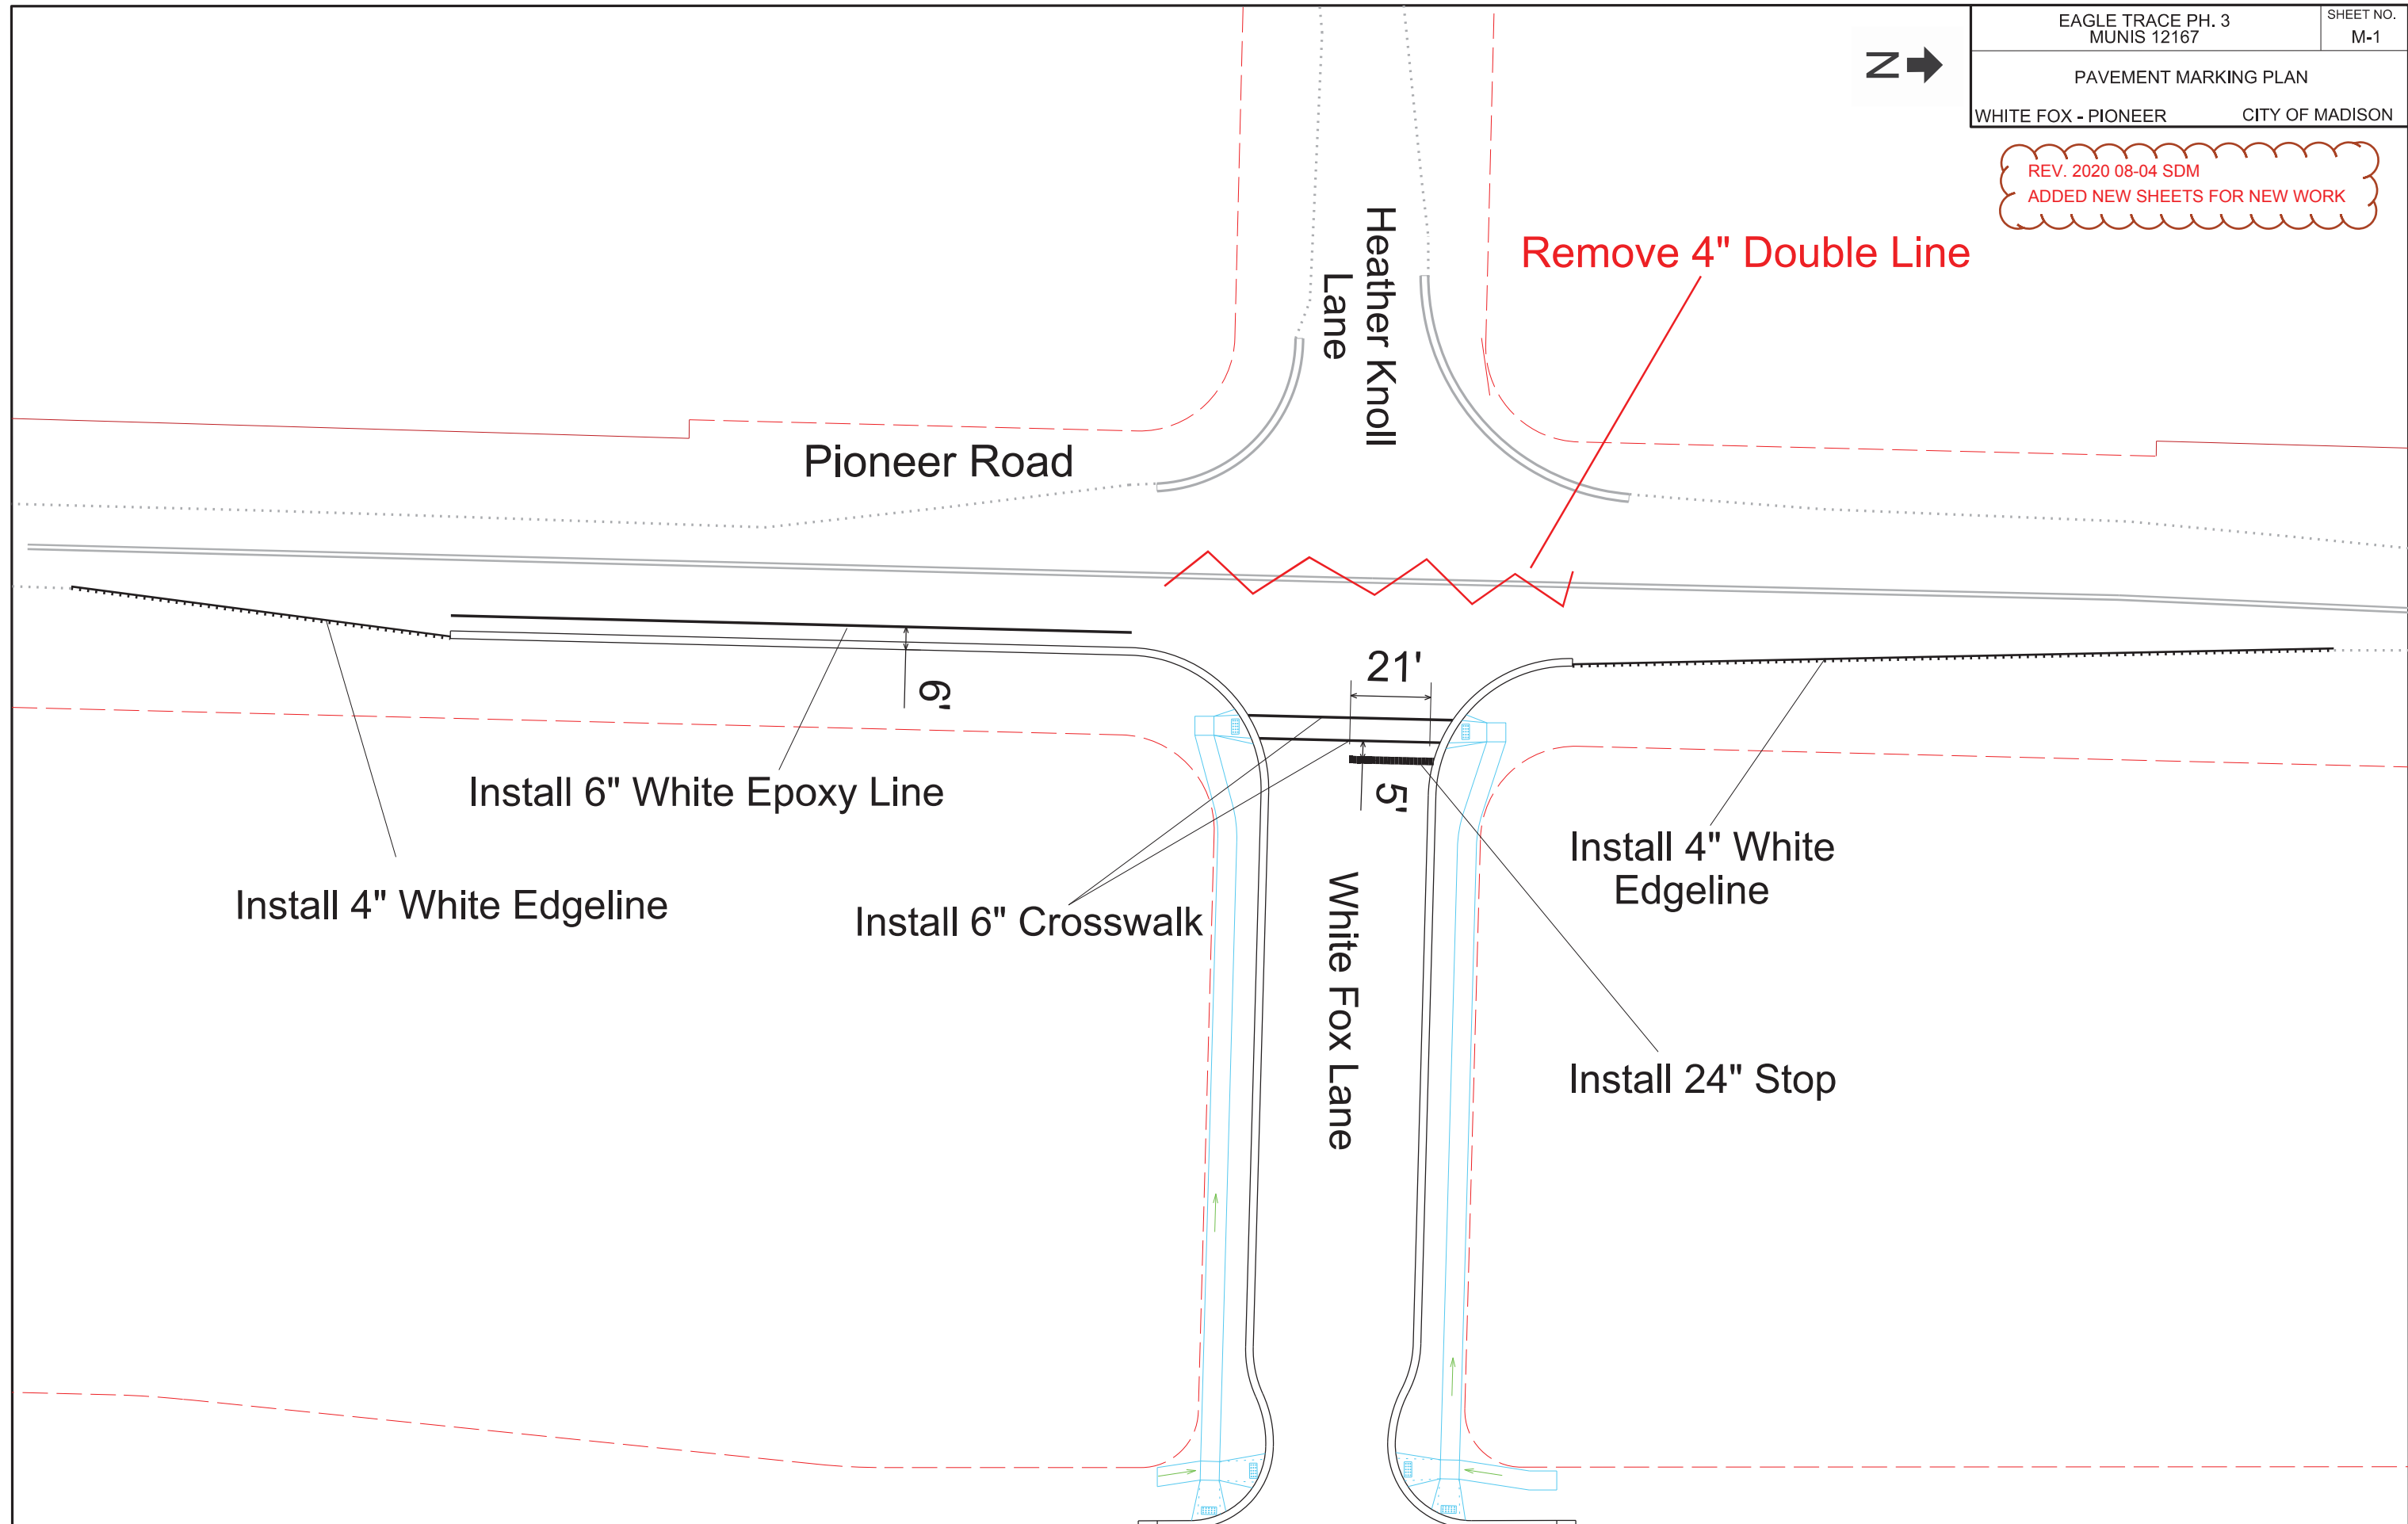 EAGLE TRACE PH. 3
MUNIS 12167
SHEET NO.
M-1
PAVEMENT MARKING PLAN
WHITE FOX - PIONEER
CITY OF MADISON
N
REV. 2020 08-04 SDM
ADDED NEW SHEETS FOR NEW WORK
Remove 4" Double Line
Heather Knoll
Lane
Pioneer Road
21'
6'
5'
Install 6" White Epoxy Line
Install 4" White Edgeline
Install 6" Crosswalk
Install 4" White
Edgeline
White Fox Lane
Install 24" Stop